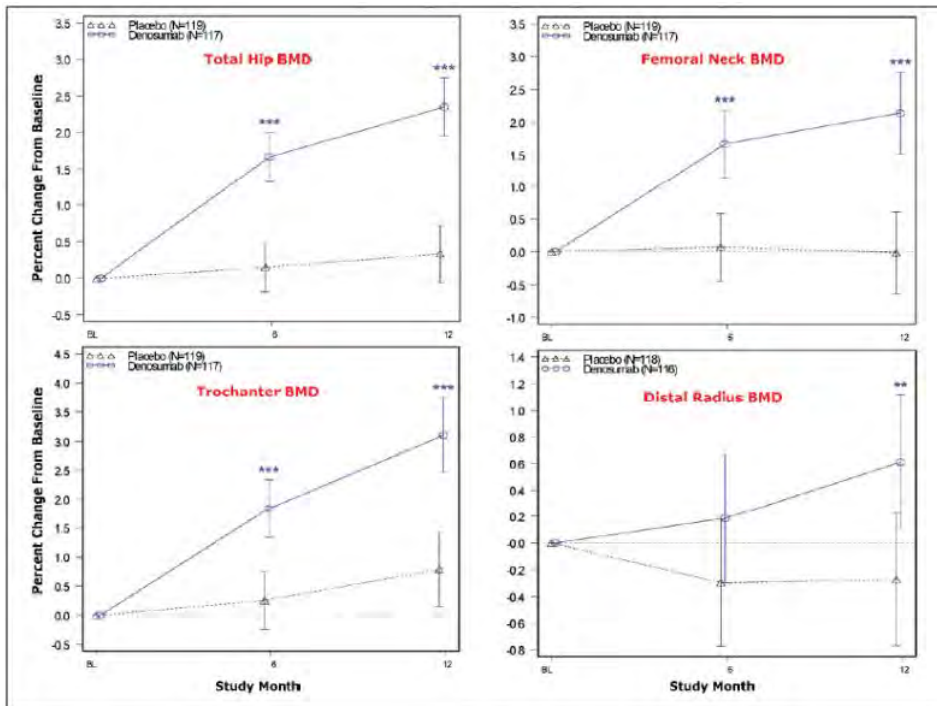 Percent Change From Baseline
3.5
3.0
2.5
2.0
1.5
1.0
0.5
0.0
-0.5
Placebo (N=119)
Denosumab (N=117)
Total Hip BMD
***
***
BL
6
12
3.5
3.0
2.5
2.0
1.5
1.0
0.5
0.0
-0.5
-1.0
Placebo (N=119)
Denosumab (N=117)
Femoral Neck BMD
***
***
BL
6
12
Percent Change From Baseline
4.5
4.0
3.5
3.0
2.5
2.0
1.5
1.0
0.5
0.0
-0.5
Placebo (N=119)
Denosumab (N=117)
Trochanter BMD
***
***
BL
6
12
Study Month
1.4
1.2
1.0
0.8
0.6
0.4
0.2
-0.0
-0.2
-0.4
-0.6
-0.8
Placebo (N=118)
Denosumab (N=116)
Distal Radius BMD
**
BL
6
12
Study Month